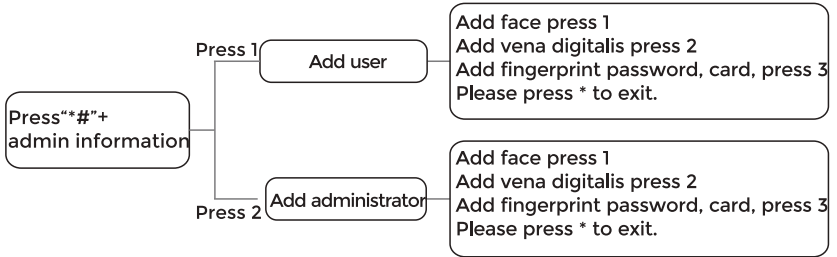 Press“*#”+
admin information
Press 1
Add user
Add face press 1
Add vena digitalis press 2
Add fingerprint password, card, press 3
Please press * to exit.
Press 2
Add administrator
Add face press 1
Add vena digitalis press 2
Add fingerprint password, card, press 3
Please press * to exit.